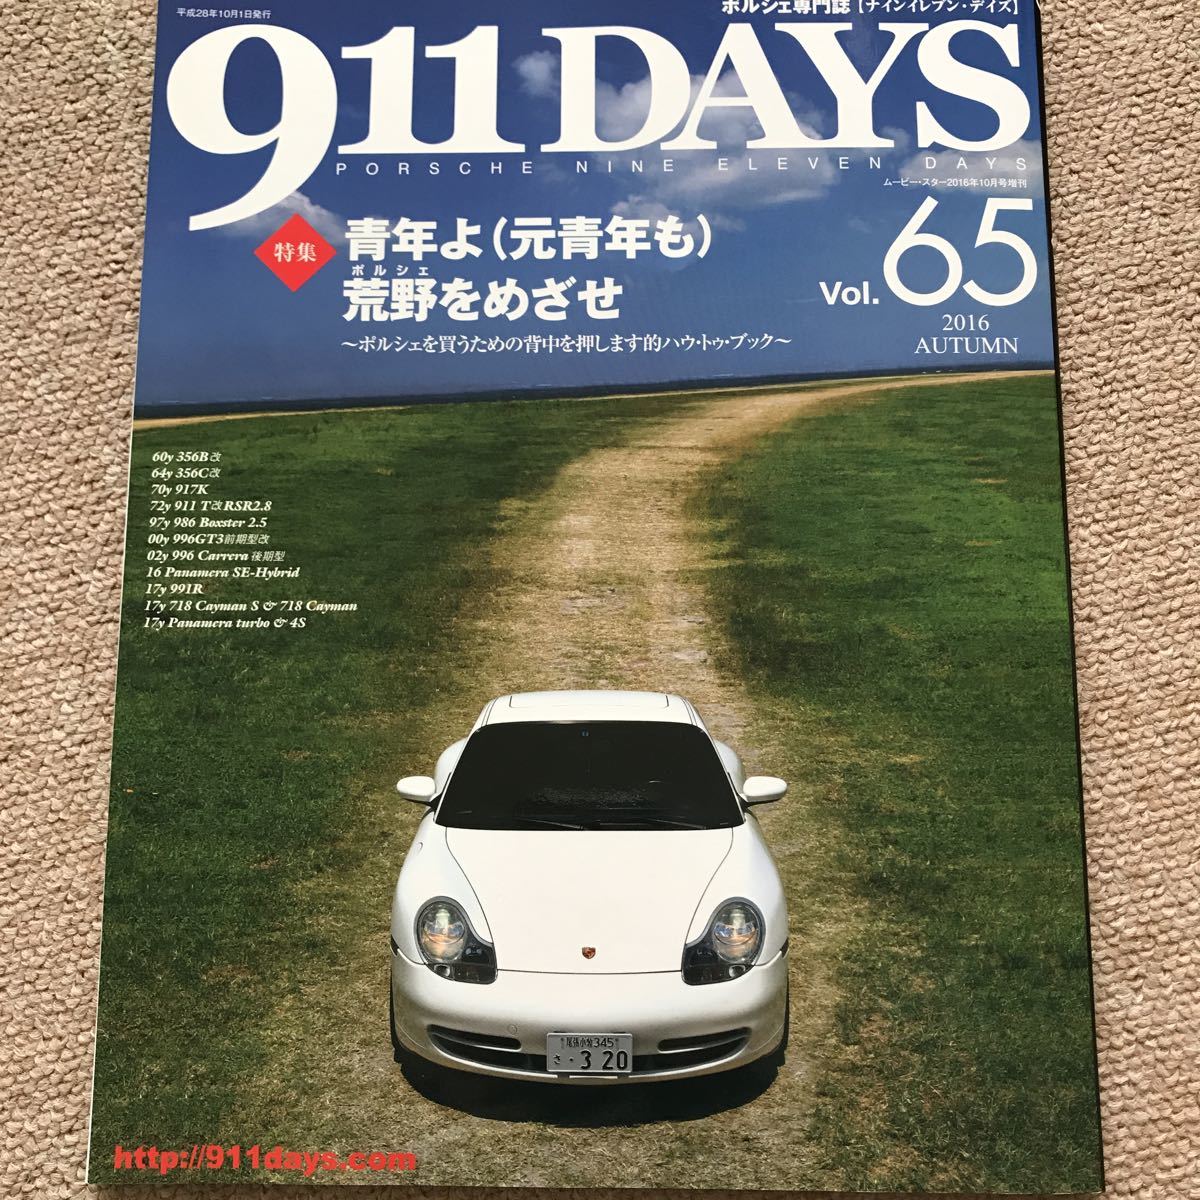 平成28年10月1日発行
ポルシェ専門誌【ナインイレブン・デイズ】
911 DAYS
PORSCHE NINE ELEVEN DAYS
ムービー・スター2016年10月号増刊
Vol. 65
2016
AUTUMN
特集
青年よ（元青年も）
ポルシェ
荒野をめざせ
～ポルシェを買うための背中を押します的ハウ・トゥ・ブック～
60y 356B改
64y 356C改
70y 917K
72y 911 T改RSR2.8
97y 986 Boxster 2.5
00y 996GT3前期型改
02y 996 Carrera後期型
16 Panamera SE-Hybrid
17y 991R
17y 718 Cayman S & 718 Cayman
17y Panamera turbo & 4S
尾張小牧 345
さ ・3 20
http://911days.com